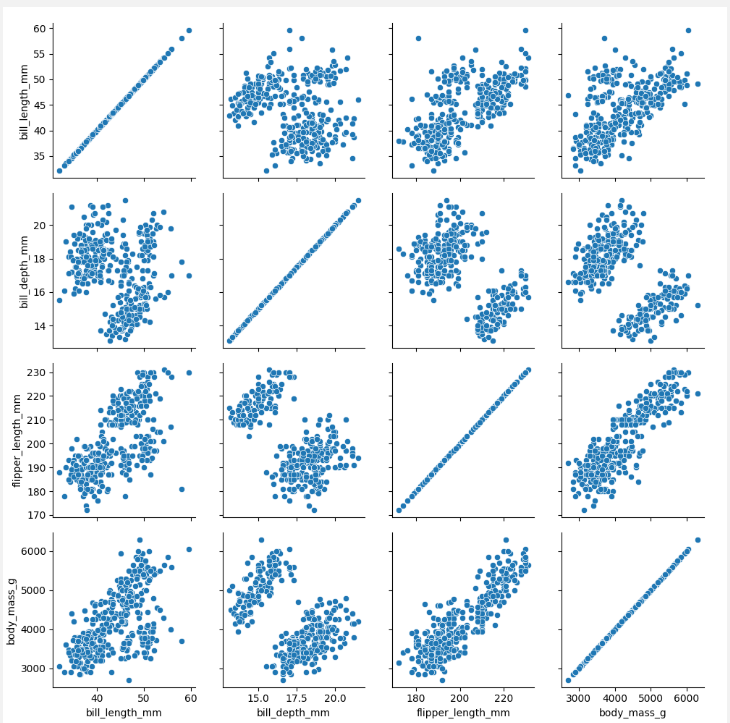 60
55
50
45
40
35
bill_length_mm
20
18
16
14
bill_depth_mm
230
220
210
200
190
180
170
flipper_length_mm
6000
5000
4000
3000
body_mass_g
40 50 60
15.0 17.5 20.0
180 200 220
3000 4000 5000 6000
bill_length_mm
bill_depth_mm
flipper_length_mm
body_mass_g